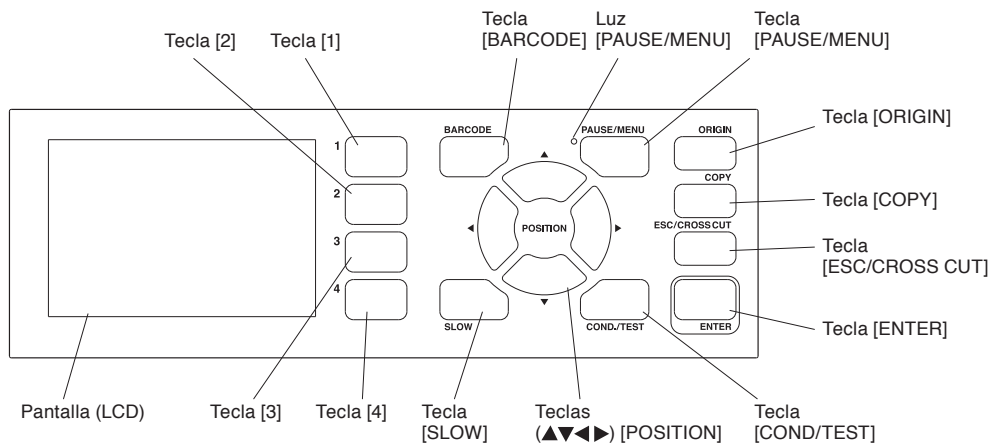 Tecla [2]
Tecla [1]
Tecla
[BARCODE]
Luz
[PAUSE/MENU]
Tecla
[PAUSE/MENU]
BARCODE
PAUSE/MENU
ORIGIN
Tecla [ORIGIN]
1
COPY
2
Tecla [COPY]
ESC/CROSS CUT
POSITION
3
Tecla
[ESC/CROSS CUT]
4
SLOW
COND./TEST
ENTER
Tecla [ENTER]
Pantalla (LCD)
Tecla [3]
Tecla [4]
Tecla
[SLOW]
Teclas
(▲▼◀▶) [POSITION]
Tecla
[COND/TEST]